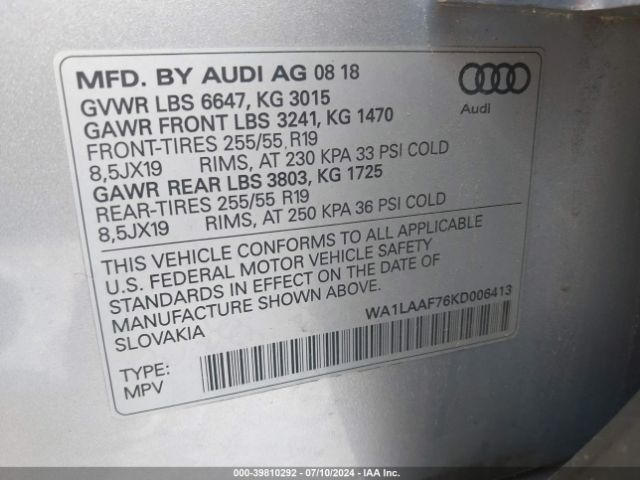 MFD. BY AUDI AG 08 18
Audi
GVWR LBS 6647, KG 3015
GAWR FRONT LBS 3241, KG 1470
FRONT-TIRES 255/55 R19
8,5JX19 RIMS, AT 230 KPA 33 PSI COLD
GAWR REAR LBS 3803, KG 1725
REAR-TIRES 255/55 R19
8,5JX19 RIMS, AT 250 KPA 36 PSI COLD
THIS VEHICLE CONFORMS TO ALL APPLICABLE
U.S. FEDERAL MOTOR VEHICLE SAFETY
STANDARDS IN EFFECT ON THE DATE OF
MANUFACTURE SHOWN ABOVE.
SLOVAKIA
WA1LAAF76KD006413
TYPE:
MPV
000-39810292 - 07/10/2024 - IAA Inc.